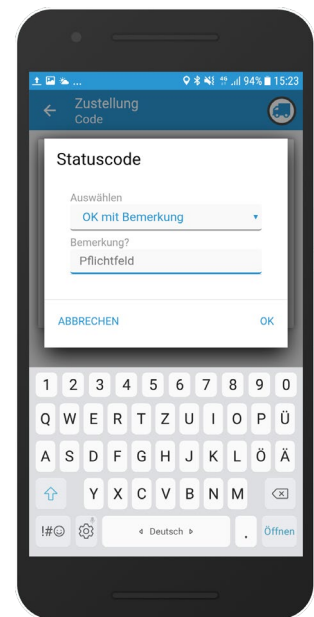 ... 4G 94% 15:23
Zustellung
Code
Statuscode
Auswählen
OK mit Bemerkung
Bemerkung?
Pflichtfeld
ABBRECHEN OK
1 2 3 4 5 6 7 8 9 0
Q W E R T Z U I O P Ü
A S D F G H J K L Ö Ä
Y X C V B N M
!#☺ Deutsch . Öffnen